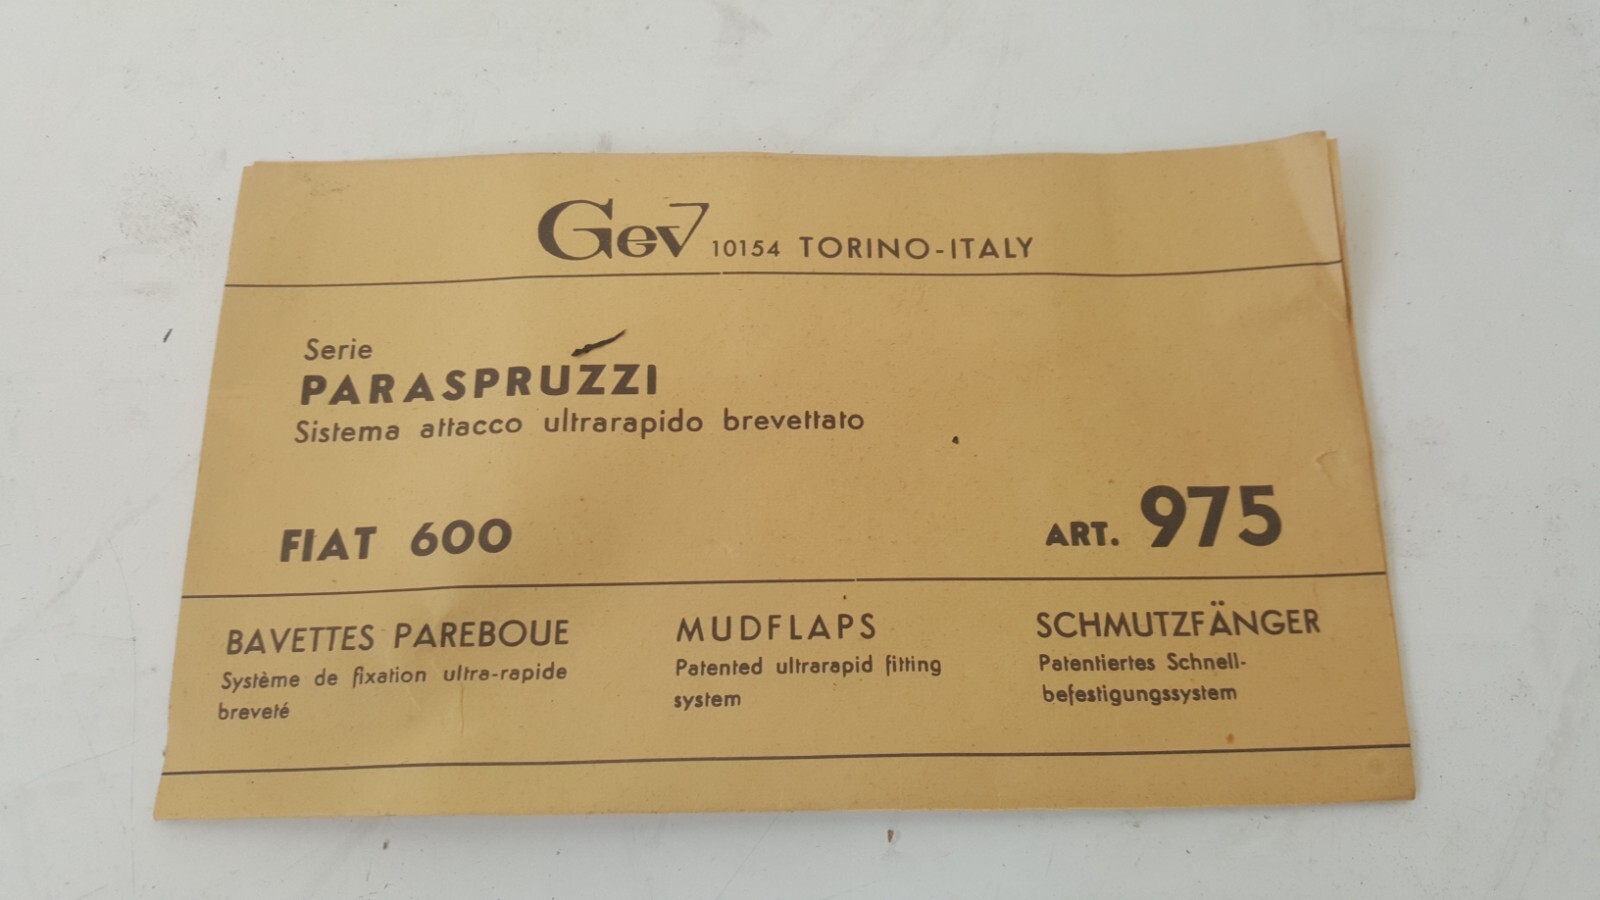 Gev 10154 TORINO-ITALY
Serie
PARASPRUZZI
Sistema attacco ultrarapido brevettato
FIAT 600
ART. 975
BAVETTES PAREBOUE
Système de fixation ultra-rapide
breveté
MUDFLAPS
Patented ultrarapid fitting
system
SCHMUTZFÄNGER
Patentiertes Schnell-
befestigungssystem